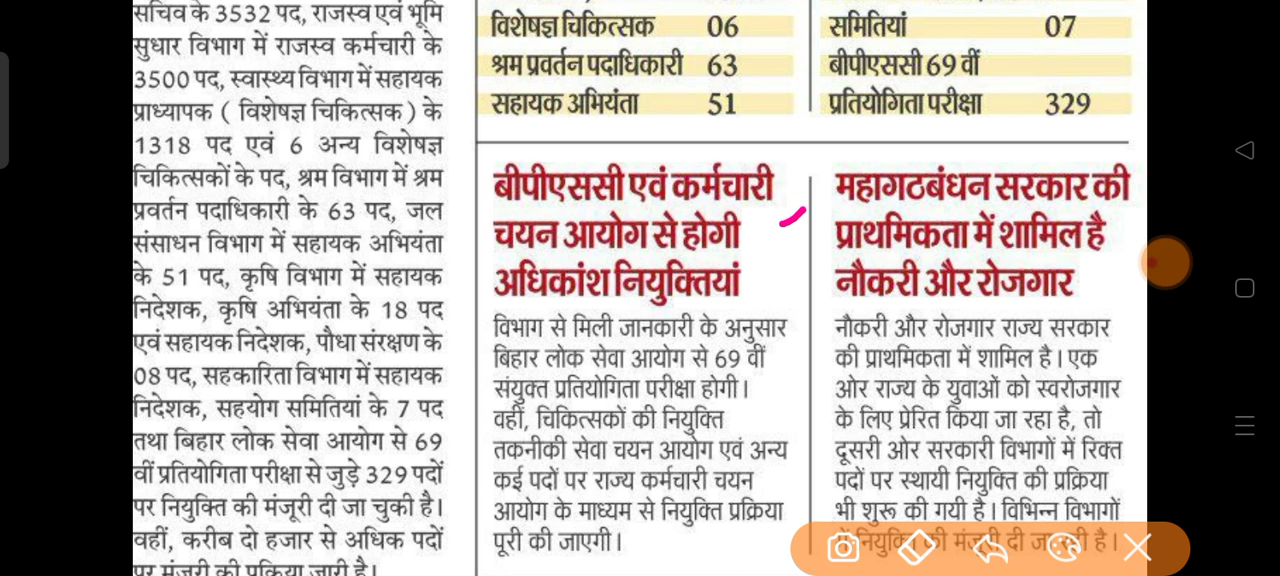 सचिव के 3532 पद, राजस्व एवं भूमि
सुधार विभाग में राजस्व कर्मचारी के
3500 पद, स्वास्थ्य विभाग में सहायक
प्राध्यापक ( विशेषज्ञ चिकित्सक ) के
1318 पद एवं 6 अन्य विशेषज्ञ
चिकित्सकों के पद, श्रम विभाग में श्रम
प्रवर्तन पदाधिकारी के 63 पद, जल
संसाधन विभाग में सहायक अभियंता
के 51 पद, कृषि विभाग में सहायक
निदेशक, कृषि अभियंता के 18 पद
एवं सहायक निदेशक, पौधा संरक्षण के
08 पद, सहकारिता विभाग में सहायक
निदेशक, सहयोग समितियां के 7 पद
तथा बिहार लोक सेवा आयोग से 69
वीं प्रतियोगिता परीक्षा से जुड़े 329 पदों
पर नियुक्ति की मंजूरी दी जा चुकी है।
वहीं, करीब दो हजार से अधिक पदों
पर मंजूरी की प्रक्रिया जारी है।
विशेषज्ञ चिकित्सक 06
श्रम प्रवर्तन पदाधिकारी 63
सहायक अभियंता 51
समितियां 07
बीपीएससी 69 वीं
प्रतियोगिता परीक्षा 329
बीपीएससी एवं कर्मचारी
चयन आयोग से होगी
अधिकांश नियुक्तियां
विभाग से मिली जानकारी के अनुसार
बिहार लोक सेवा आयोग से 69 वीं
संयुक्त प्रतियोगिता परीक्षा होगी।
वहीं, चिकित्सकों की नियुक्ति
तकनीकी सेवा चयन आयोग एवं अन्य
कई पदों पर राज्य कर्मचारी चयन
आयोग के माध्यम से नियुक्ति प्रक्रिया
पूरी की जाएगी।
महागटबंधन सरकार की
प्राथमिकता में शामिल है
नौकरी और रोजगार
नौकरी और रोजगार राज्य सरकार
की प्राथमिकता में शामिल है। एक
ओर राज्य के युवाओं को स्वरोजगार
के लिए प्रेरित किया जा रहा है, तो
दूसरी ओर सरकारी विभागों में रिक्त
पदों पर स्थायी नियुक्ति की प्रक्रिया
भी शुरू की गयी है। विभिन्न विभागों
में नियुक्ति की मंजूरी दी जा रही है।